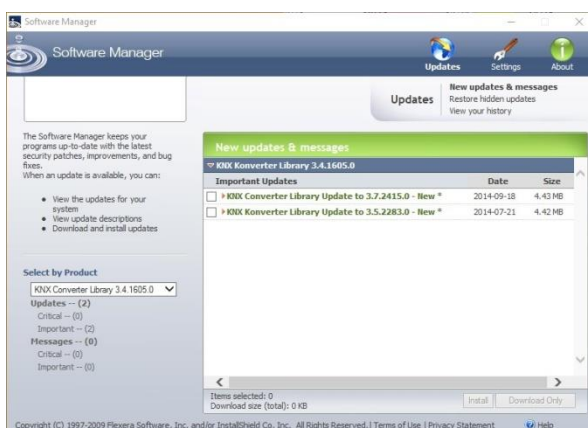 Software Manager
Software Manager
Updates
Settings
About
Updates
New updates & messages
Restore hidden updates
View your history
The Software Manager keeps your
programs up-to-date with the latest
security patches, improvements, and bug
fixes.
When an update is available, you can:
View the updates for your
system
View update descriptions
Download and install updates
Select by Product
KNX Converter Library 3.4.1605.0
Updates -- (2)
Critical -- (0)
Important -- (2)
Messages -- (0)
Critical -- (0)
Important -- (0)
New updates & messages
KNX Konverter Library 3.4.1605.0
Important Updates Date Size
KNX Converter Library Update to 3.7.2415.0 - New * 2014-09-18 4.43 MB
KNX Konverter Library Update to 3.5.2283.0 - New * 2014-07-21 4.42 MB
Items selected: 0
Download size (total): 0 KB
Install Download Only
Copyright (C) 1997-2009 Flexera Software, Inc. and/or InstallShield Co. Inc. All Rights Reserved. | Terms of Use | Privacy Statement Help